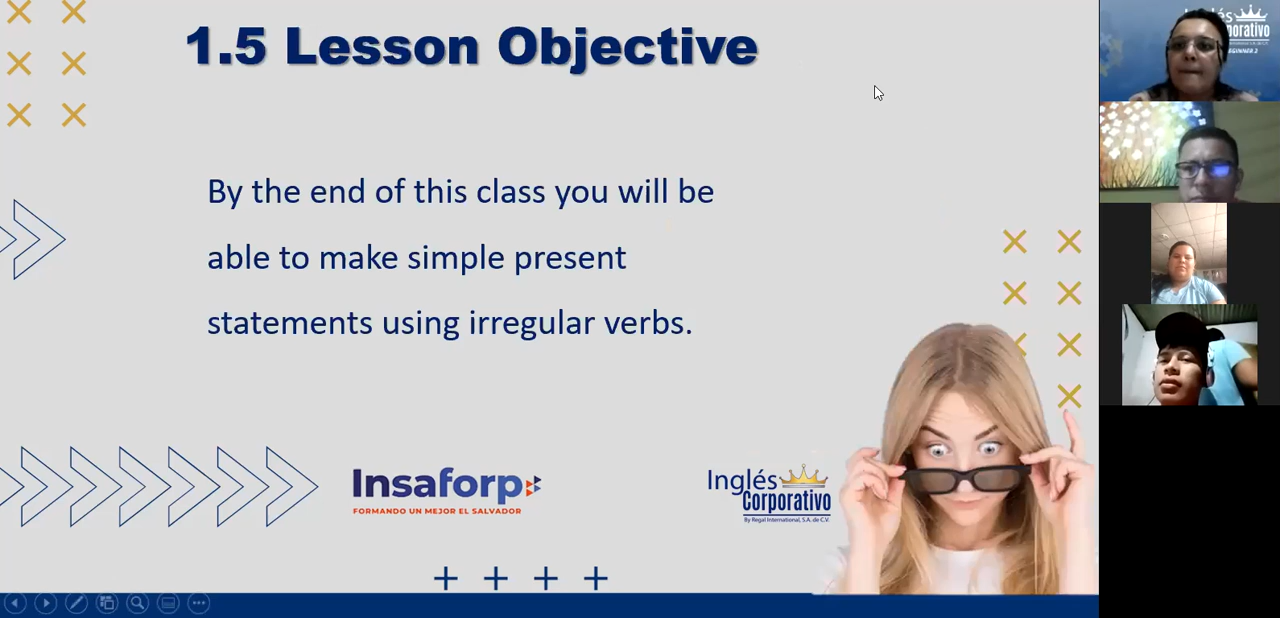 1.5 Lesson Objective
By the end of this class you will be
able to make simple present
statements using irregular verbs.
Insaforp
FORMANDO UN MEJOR EL SALVADOR
Inglés
Corporativo
By Regal International, S.A. de C.V.